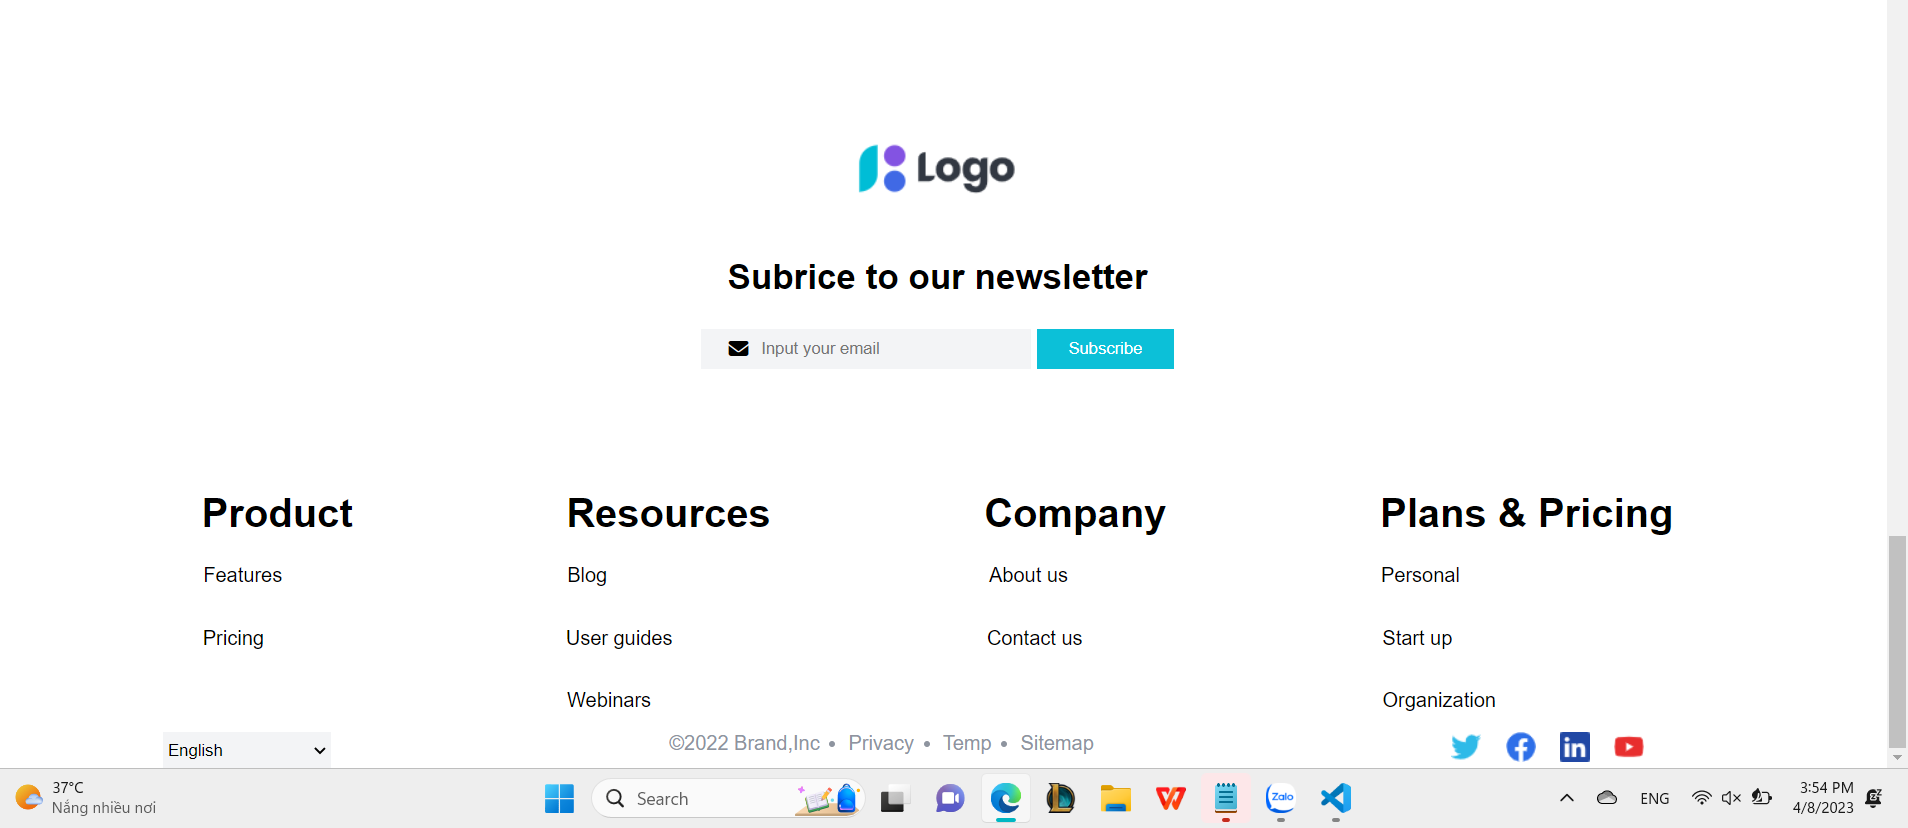 Logo
Subrice to our newsletter
Input your email Subscribe
Product Resources Company Plans & Pricing
Features Blog About us Personal
Pricing User guides Contact us Start up
Webinars Organization
English ©2022 Brand,Inc • Privacy • Temp • Sitemap in
37°C
Nắng nhiều nơi
Search
Zalo
ENG
3:54 PM
4/8/2023